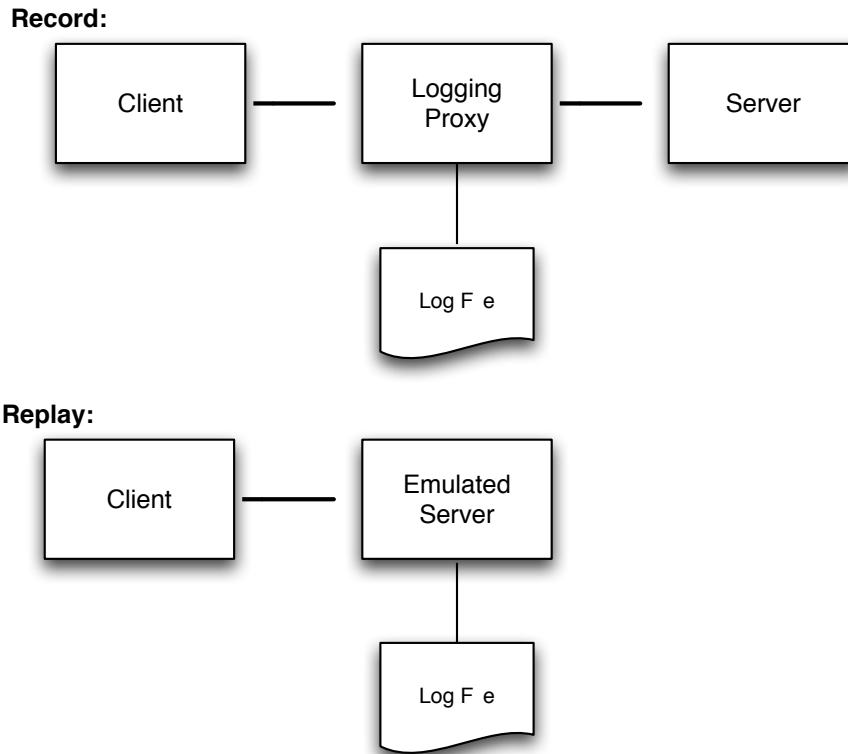 Record:
Client
Logging
Proxy
Server
Log F e
Replay:
Client
Emulated
Server
Log F e